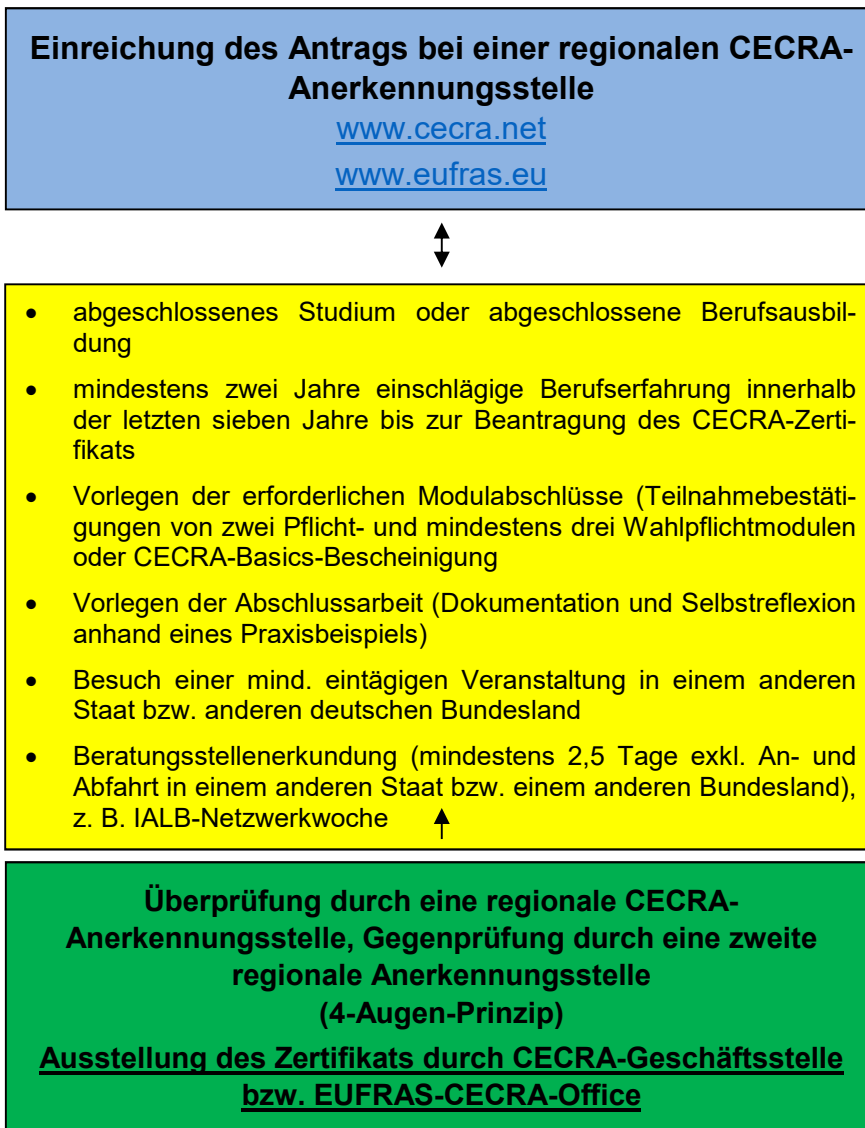 Einreichung des Antrags bei einer regionalen CECRA-
Anerkennungsstelle
www.cecra.net
www.eufras.eu
• abgeschlossenes Studium oder abgeschlossene Berufsausbil-
dung
• mindestens zwei Jahre einschlägige Berufserfahrung innerhalb
der letzten sieben Jahre bis zur Beantragung des CECRA-Zerti-
fikats
• Vorlegen der erforderlichen Modulabschlüsse (Teilnahmebestäti-
gungen von zwei Pflicht- und mindestens drei Wahlpflichtmodulen
oder CECRA-Basics-Bescheinigung
• Vorlegen der Abschlussarbeit (Dokumentation und Selbstreflexion
anhand eines Praxisbeispiels)
• Besuch einer mind. eintägigen Veranstaltung in einem anderen
Staat bzw. anderen deutschen Bundesland
• Beratungsstellenerkundung (mindestens 2,5 Tage exkl. An- und
Abfahrt in einem anderen Staat bzw. einem anderen Bundesland),
z. B. IALB-Netzwerkwoche
Überprüfung durch eine regionale CECRA-
Anerkennungsstelle, Gegenprüfung durch eine zweite
regionale Anerkennungsstelle
(4-Augen-Prinzip)
Ausstellung des Zertifikats durch CECRA-Geschäftsstelle
bzw. EUFRAS-CECRA-Office